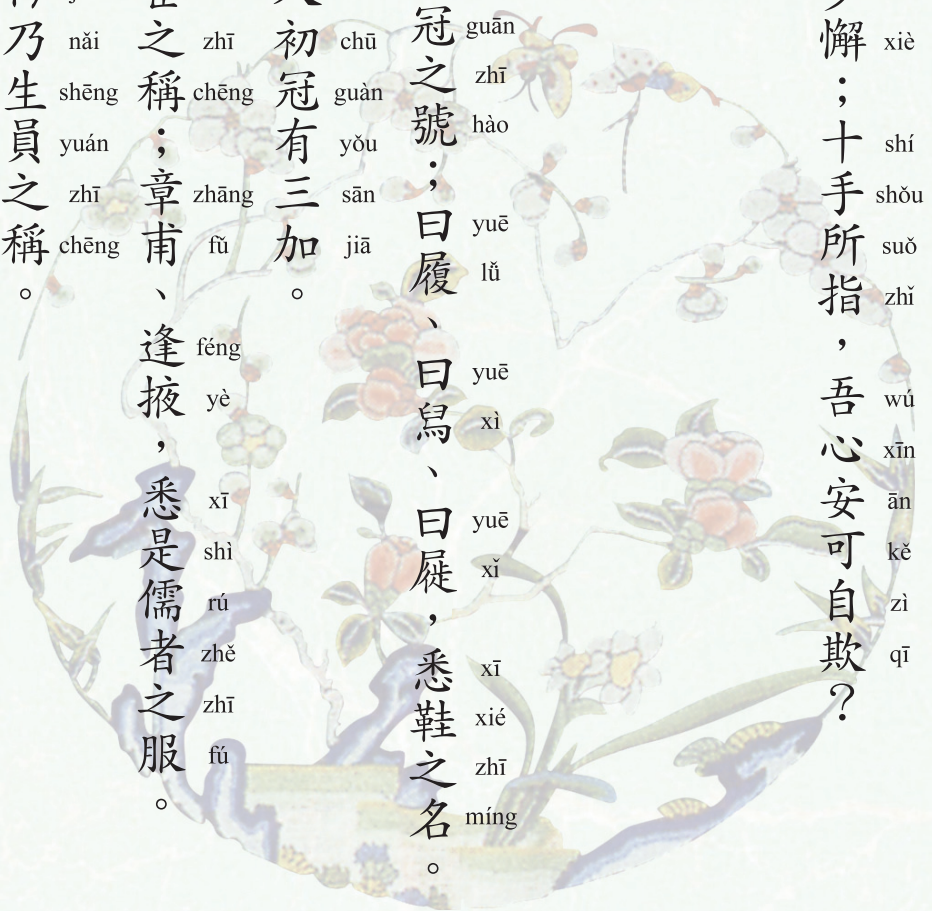 xiè shí shǒu suǒ zhǐ wú xīn ān kě zì qī
懈；十手所指，吾心安可自欺？
guān zhī hào yuē lǚ yuē xì yuē xǐ xī xié zhī míng
冠之號；曰履、曰舄、曰屣，悉鞋之名。
chū guàn yǒu sān jiā
初冠有三加。
zhī chēng zhāng fǔ féng yè xī shì rú zhě zhī fú
之稱；章甫、逢掖，悉是儒者之服。
nǎi shēng yuán zhī chēng
乃生員之稱。